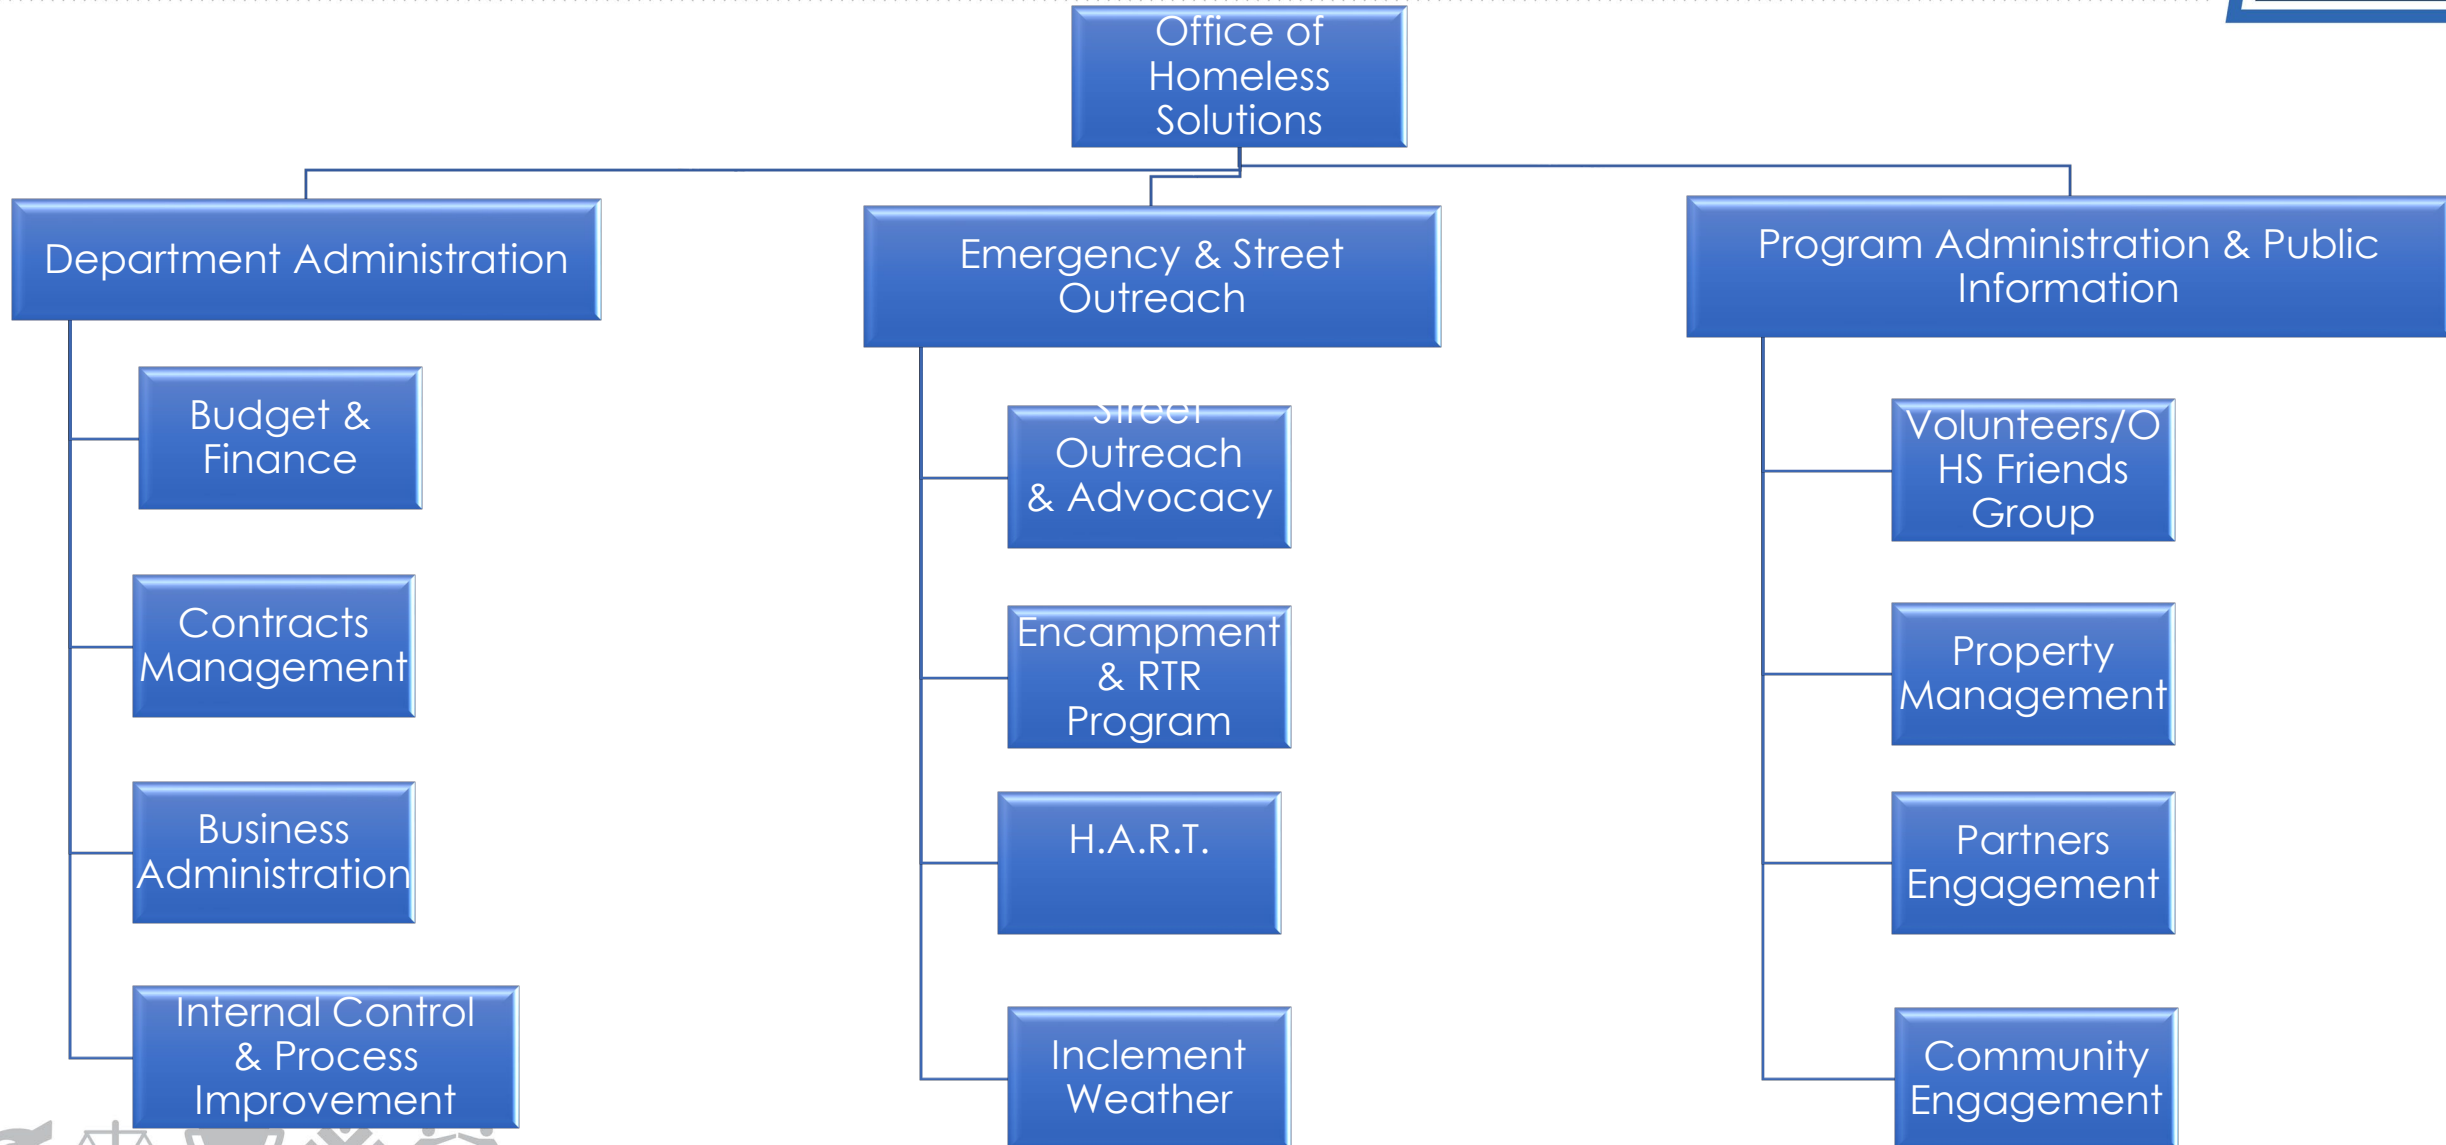 Office of
Homeless
Solutions
Department Administration
Budget &
Finance
Contracts
Management
Business
Administration
Internal Control
& Process
Improvement
Emergency & Street
Outreach
Street
Outreach
& Advocacy
Encampment
& RTR
Program
H.A.R.T.
Inclement
Weather
Program Administration & Public
Information
Volunteers/O
HS Friends
Group
Property
Management
Partners
Engagement
Community
Engagement